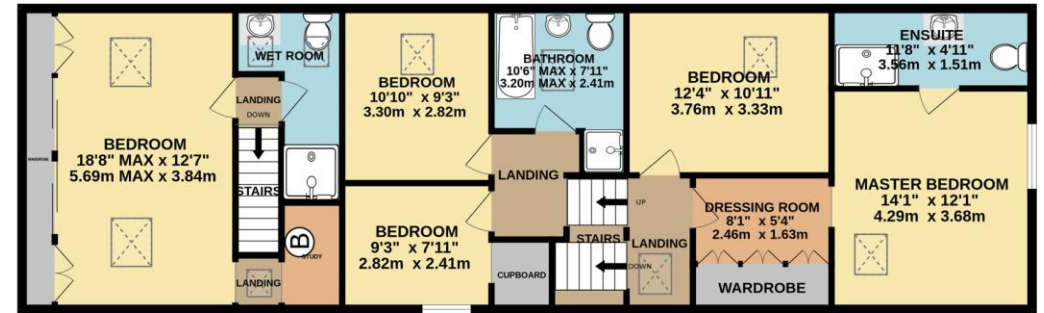 WARDROBE
BEDROOM
18'8" MAX x 12'7"
5.69m MAX x 3.84m
WET ROOM
LANDING
DOWN
STAIRS
B
STUDY
LANDING
BEDROOM
10'10" x 9'3"
3.30m x 2.82m
BEDROOM
9'3" x 7'11"
2.82m x 2.41m
BATHROOM
10'6" MAX x 7'11"
3.20m MAX x 2.41m
LANDING
CUPBOARD
UP
STAIRS
DOWN
LANDING
BEDROOM
12'4" x 10'11"
3.76m x 3.33m
DRESSING ROOM
8'1" x 5'4"
2.46m x 1.63m
WARDROBE
ENSUITE
11'8" x 4'11"
3.56m x 1.51m
MASTER BEDROOM
14'1" x 12'1"
4.29m x 3.68m